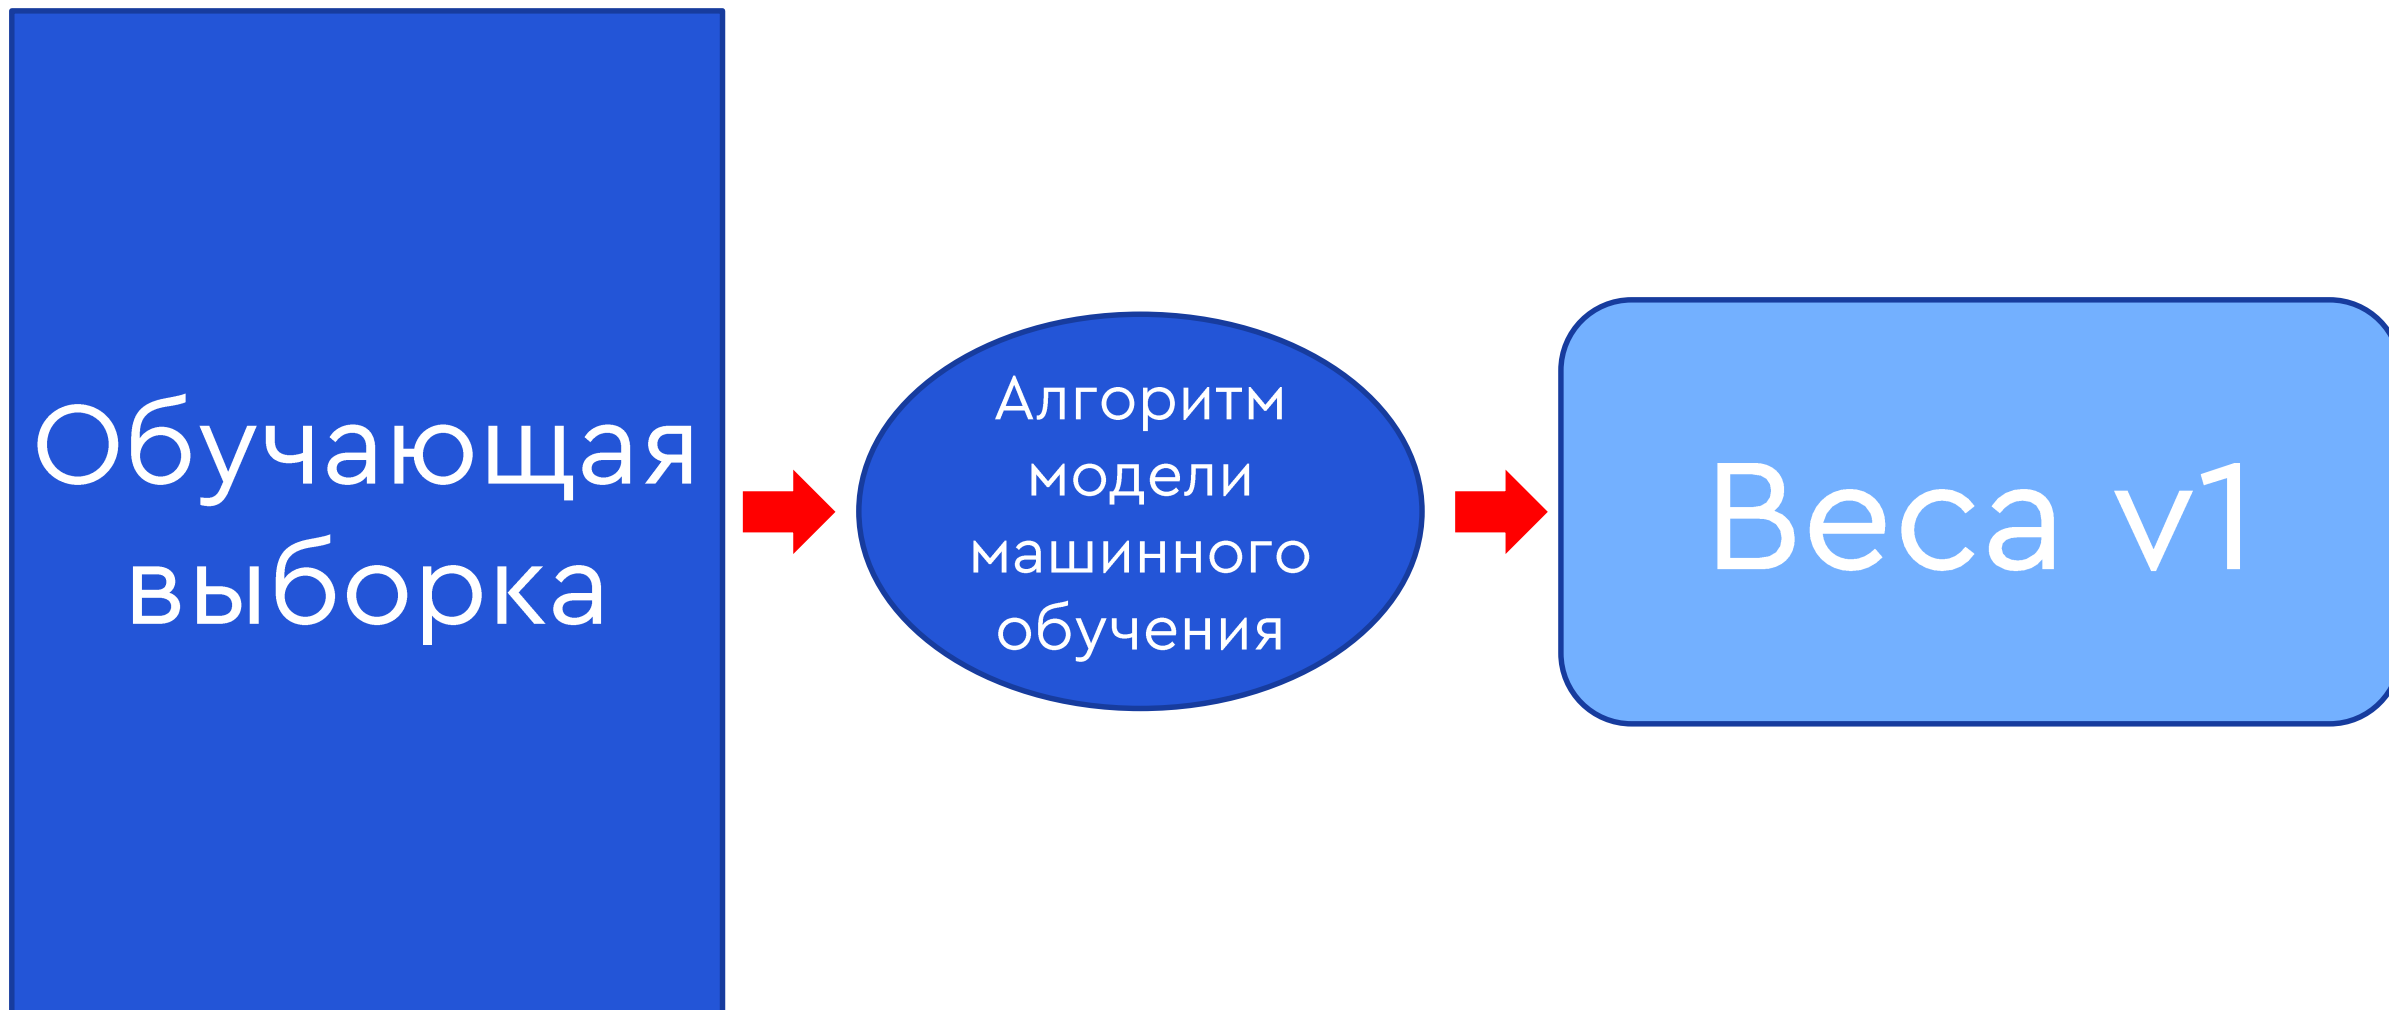 Обучающая
выборка
Алгоритм
модели
машинного
обучения
Веса v1